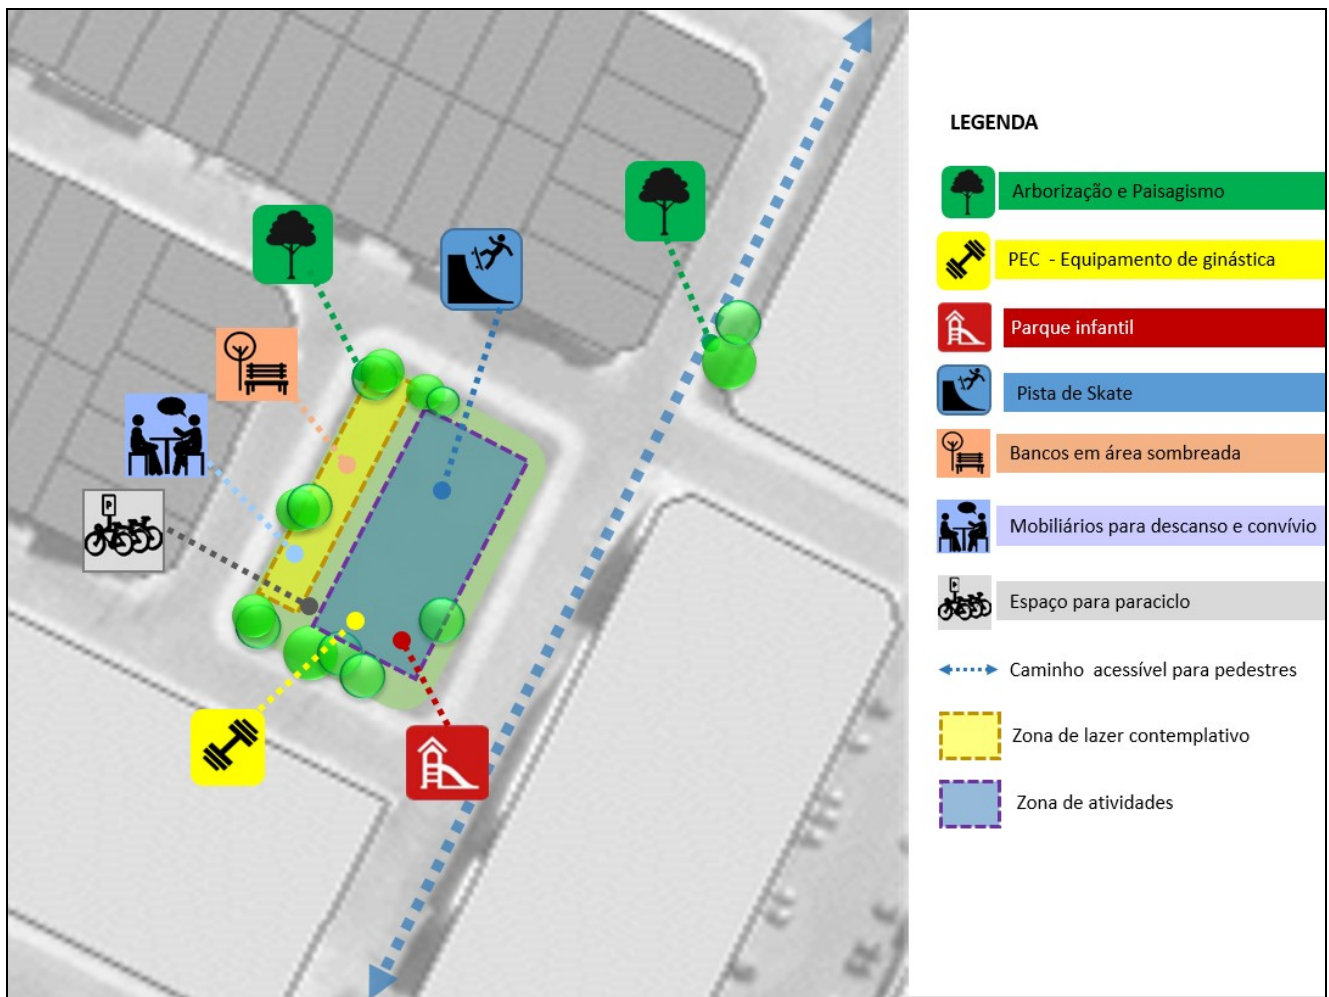 LEGENDA
Arborização e Paisagismo
PEC - Equipamento de ginástica
Parque infantil
Pista de Skate
Bancos em área sombreada
Mobiliários para descanso e convívio
Espaço para paraciclo
Caminho acessível para pedestres
Zona de lazer contemplativo
Zona de atividades